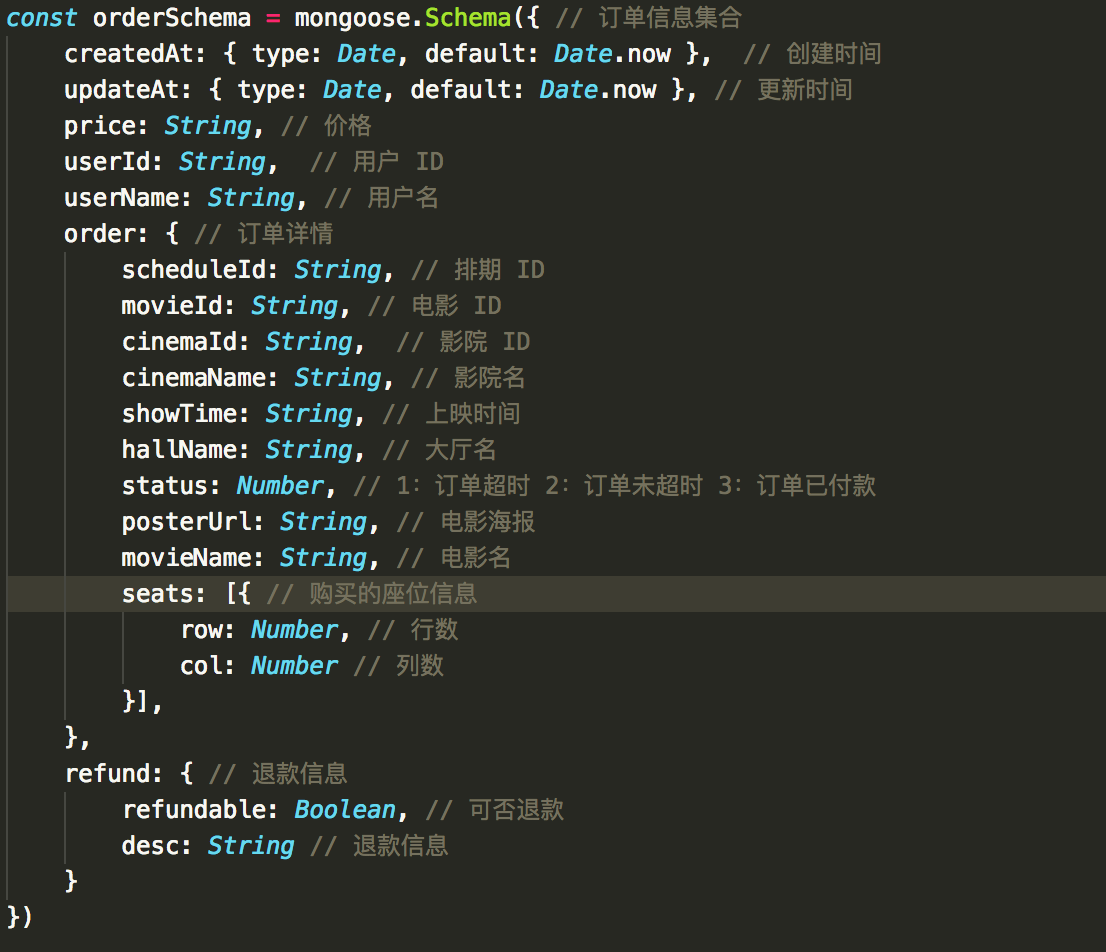 const orderSchema = mongoose.Schema({ // 订单信息集合
    createdAt: { type: Date, default: Date.now },  // 创建时间
    updateAt: { type: Date, default: Date.now }, // 更新时间
    price: String, // 价格
    userId: String,  // 用户 ID
    userName: String, // 用户名
    order: { // 订单详情
        scheduleId: String, // 排期 ID
        movieId: String, // 电影 ID
        cinemaId: String,  // 影院 ID
        cinemaName: String, // 影院名
        showTime: String, // 上映时间
        hallName: String, // 大厅名
        status: Number, // 1: 订单超时 2: 订单未超时 3: 订单已付款
        posterUrl: String, // 电影海报
        movieName: String, // 电影名
        seats: [{ // 购买的座位信息
            row: Number, // 行数
            col: Number // 列数
        }],
    },
    refund: { // 退款信息
        refundable: Boolean, // 可否退款
        desc: String // 退款信息
    }
})